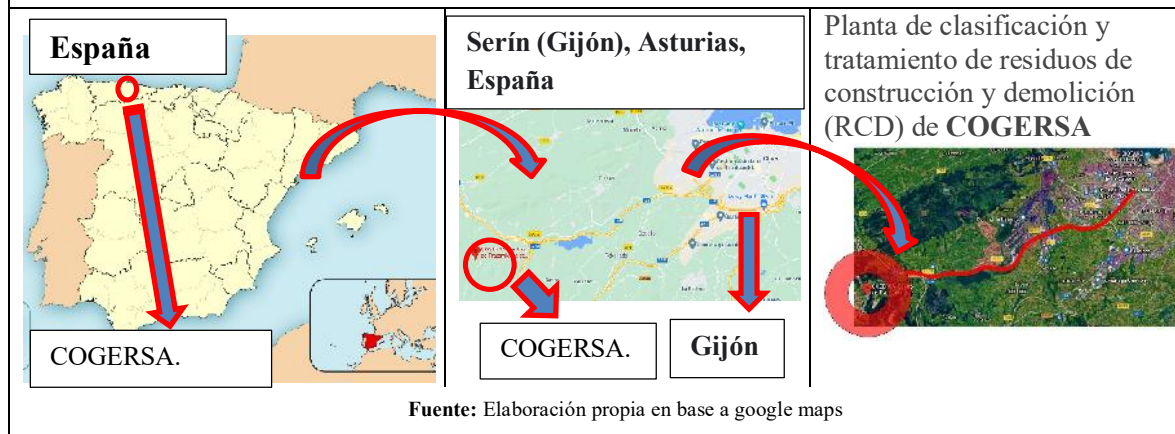 España
COGERSA.
Serín (Gijón), Asturias,
España
COGERSA.
Gijón
Planta de clasificación y
tratamiento de residuos de
construcción y demolición
(RCD) de COGERSA
Fuente: Elaboración propia en base a google maps